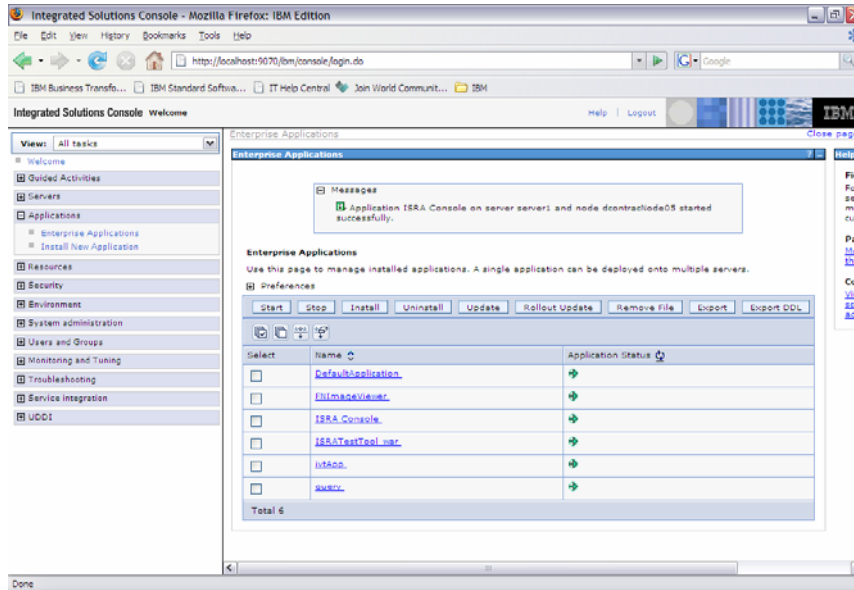 Integrated Solutions Console - Mozilla Firefox: IBM Edition
File Edit View History Bookmarks Tools Help
http://localhost:9070/ibm/console/login.do
Google
IBM Business Transfo... IBM Standard Softwa... IT Help Central Join World Communit... IBM
Integrated Solutions Console Welcome
Help | Logout
IBM
View: All tasks
Welcome
Guided Activities
Servers
Applications
Enterprise Applications
Install New Application
Resources
Security
Environment
System administration
Users and Groups
Monitoring and Tuning
Troubleshooting
Service integration
UDDI
Enterprise Applications
Close pag
Enterprise Applications
? _
Messages
Application ISRA Console on server server1 and node dcontracNode05 started
successfully.
Enterprise Applications
Use this page to manage installed applications. A single application can be deployed onto multiple servers.
Preferences
Start Stop Install Uninstall Update Rollout Update Remove File Export Export DDL
Select Name Application Status
DefaultApplication
FNImageViewer
ISRA Console
ISRATestTool_war
ivtApp
query
Total 6
Help
Done